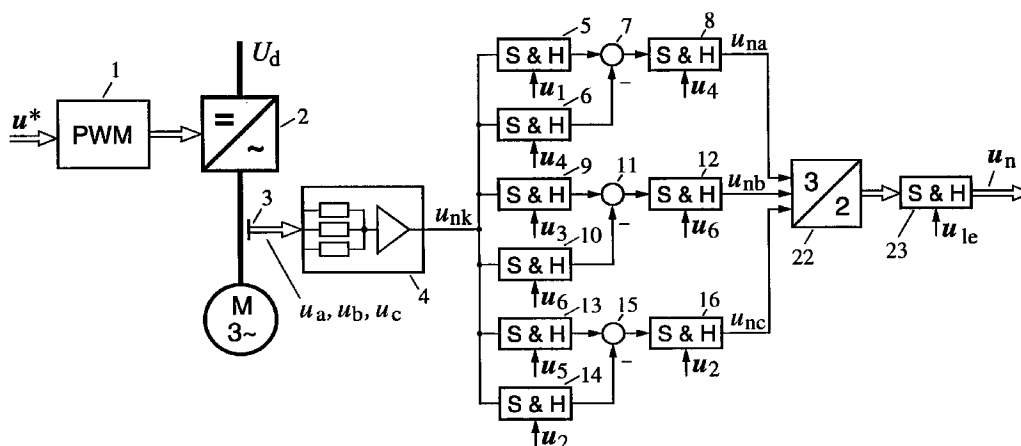 1
u*
PWM
U_d
=
~
2
3
u_a, u_b, u_c
M
3~
4
u_nk
5
S & H
u_1
6
S & H
u_4
7
−
8
S & H
u_4
u_na
9
S & H
u_3
10
S & H
u_6
11
−
12
S & H
u_6
u_nb
13
S & H
u_5
14
S & H
u_2
15
−
16
S & H
u_2
u_nc
3
2
22
S & H
23
u_le
u_n